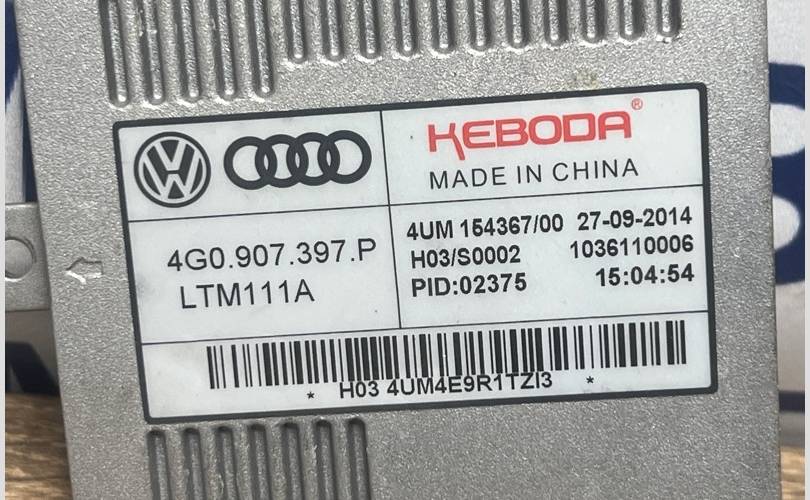 KEBODA®
MADE IN CHINA
4G0.907.397.P
LTM111A
4UM 154367/00 27-09-2014
H03/S0002 1036110006
PID:02375 15:04:54
* H03 4UM4E9R1TZI3 *